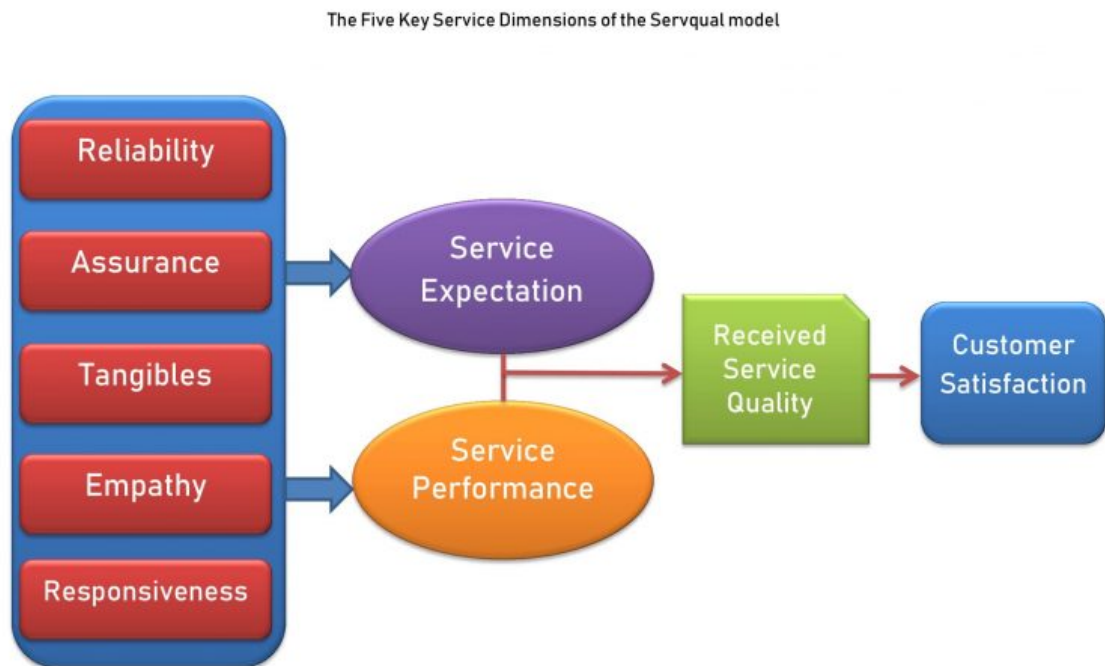 The Five Key Service Dimensions of the Servqual model
Reliability
Assurance
Tangibles
Empathy
Responsiveness
Service
Expectation
Service
Performance
Received
Service
Quality
Customer
Satisfaction